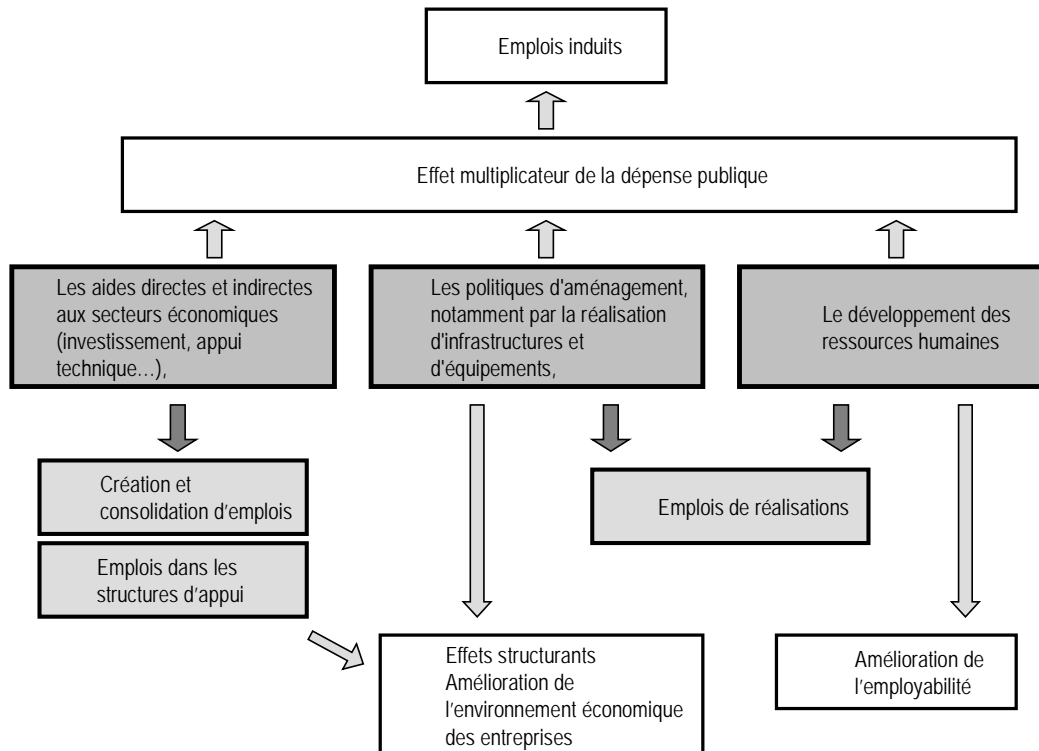 Emplois induits
Effet multiplicateur de la dépense publique
Les aides directes et indirectes
aux secteurs économiques
(investissement, appui
technique…),
Les politiques d'aménagement,
notamment par la réalisation
d'infrastructures et
d'équipements,
Le développement des
ressources humaines
Création et
consolidation d'emplois
Emplois dans les
structures d'appui
Emplois de réalisations
Effets structurants
Amélioration de
l'environnement économique
des entreprises
Amélioration de
l'employabilité